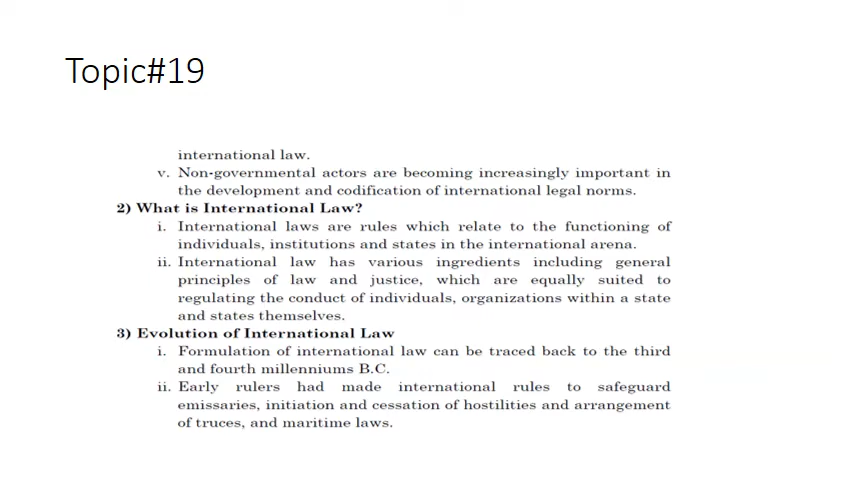 Topic#19
international law.
v. Non-governmental actors are becoming increasingly important in
the development and codification of international legal norms.
2) What is International Law?
i. International laws are rules which relate to the functioning of
individuals, institutions and states in the international arena.
ii. International law has various ingredients including general
principles of law and justice, which are equally suited to
regulating the conduct of individuals, organizations within a state
and states themselves.
3) Evolution of International Law
i. Formulation of international law can be traced back to the third
and fourth millenniums B.C.
ii. Early rulers had made international rules to safeguard
emissaries, initiation and cessation of hostilities and arrangement
of truces, and maritime laws.